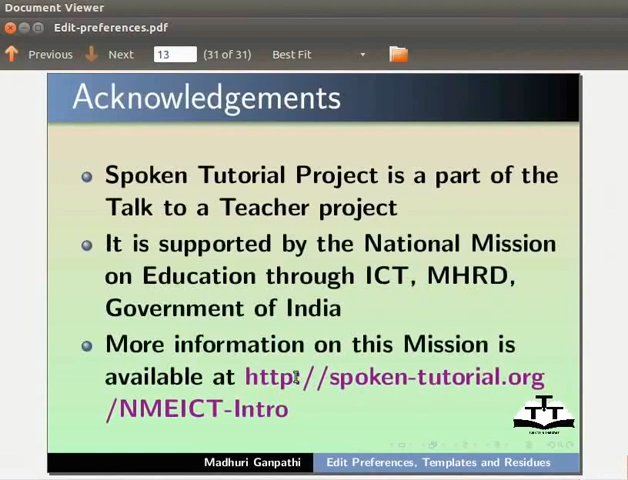 Document Viewer
Edit-preferences.pdf
Previous Next 13 (31 of 31) Best Fit
Acknowledgements
Spoken Tutorial Project is a part of the
Talk to a Teacher project
It is supported by the National Mission
on Education through ICT, MHRD,
Government of India
More information on this Mission is
available at http://spoken-tutorial.org
/NMEICT-Intro
Madhuri Ganpathi Edit Preferences, Templates and Residues